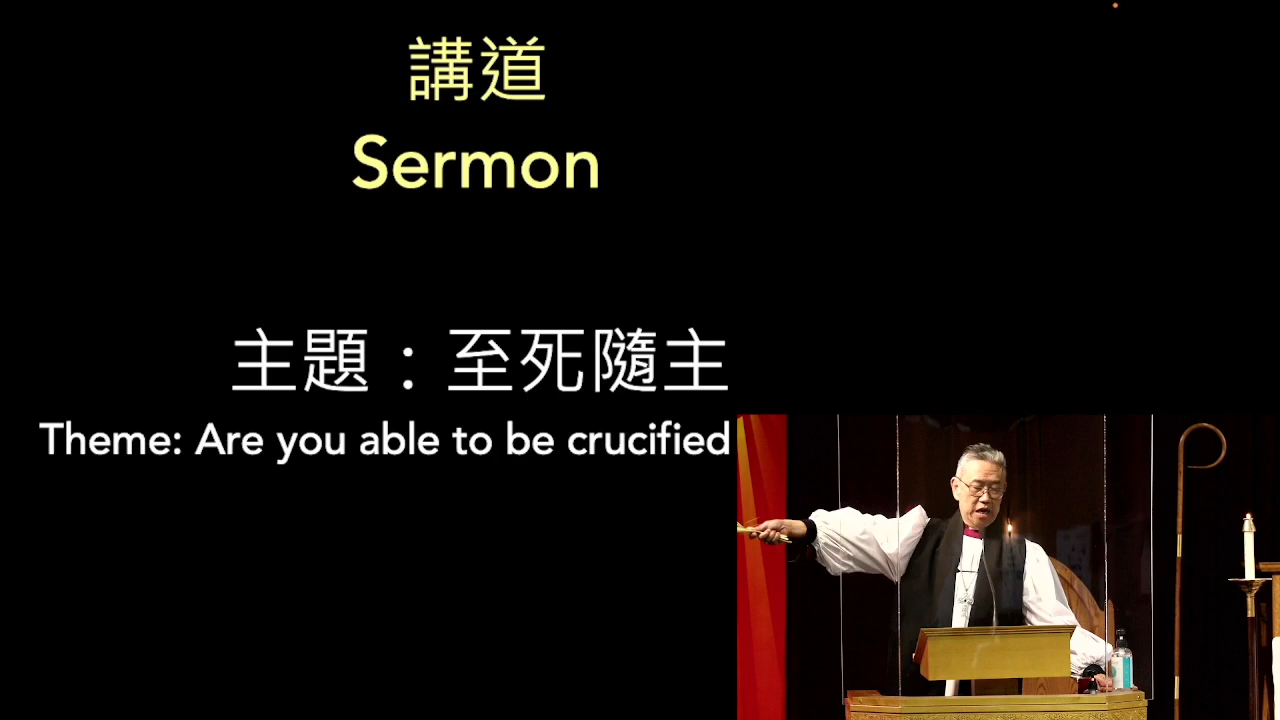 講道
Sermon
主題：至死隨主
Theme: Are you able to be crucified